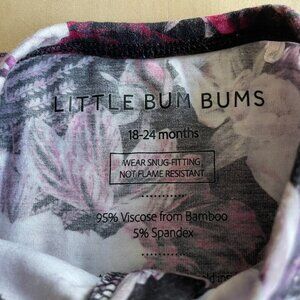 LITTLE BUM BUMS
18-24 months
WEAR SNUG-FITTING
NOT FLAME RESISTANT
95% Viscose from Bamboo
5% Spandex